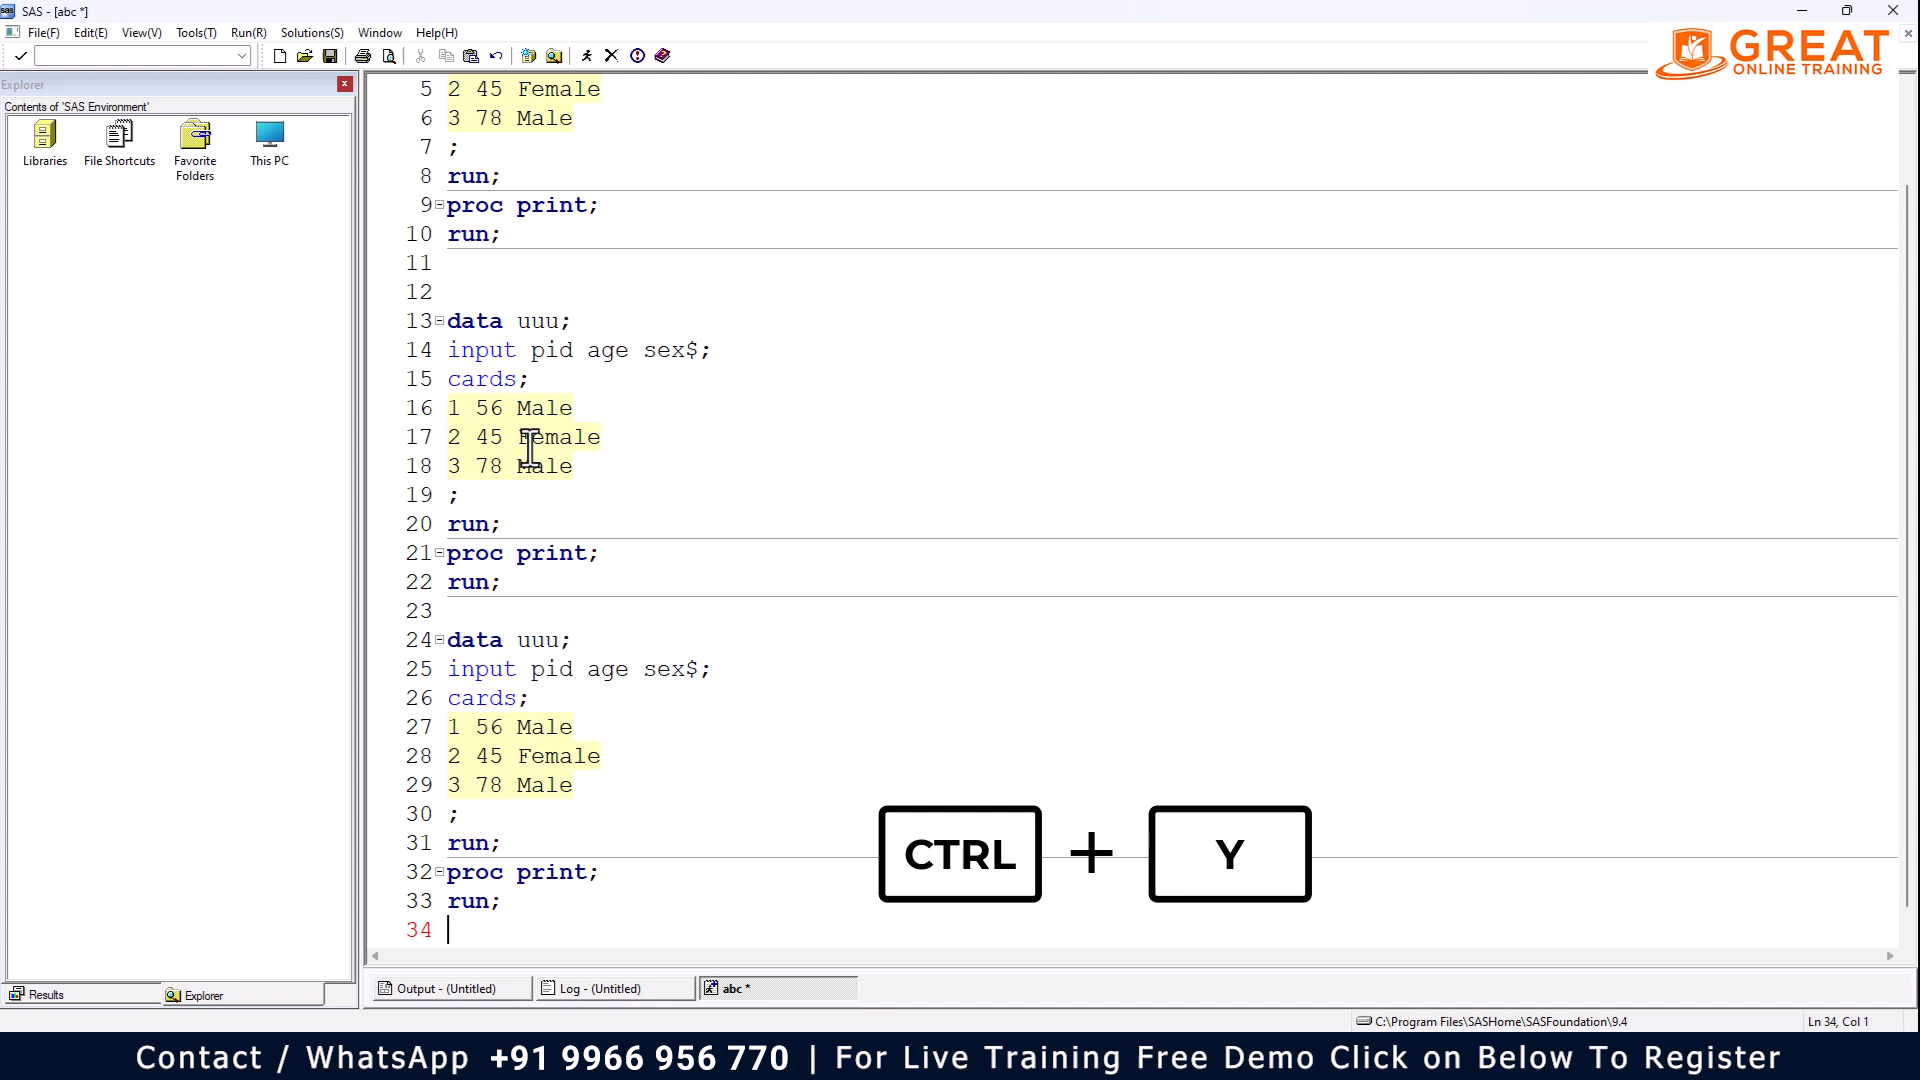 SAS - [abc *]
File(F) Edit(E) View(V) Tools(T) Run(R) Solutions(S) Window Help(H)
GREAT
ONLINE TRAINING
Explorer
Contents of 'SAS Environment'
Libraries File Shortcuts Favorite Folders This PC
5 2 45 Female
6 3 78 Male
7 ;
8 run;
9 proc print;
10 run;
11
12
13 data uuu;
14 input pid age sex$;
15 cards;
16 1 56 Male
17 2 45 Female
18 3 78 Male
19 ;
20 run;
21 proc print;
22 run;
23
24 data uuu;
25 input pid age sex$;
26 cards;
27 1 56 Male
28 2 45 Female
29 3 78 Male
30 ;
31 run;
32 proc print;
33 run;
34
CTRL + Y
Results Explorer
Output - (Untitled) Log - (Untitled) abc *
C:\Program Files\SASHome\SASFoundation\9.4 Ln 34, Col 1
Contact / WhatsApp +91 9966 956 770 | For Live Training Free Demo Click on Below To Register